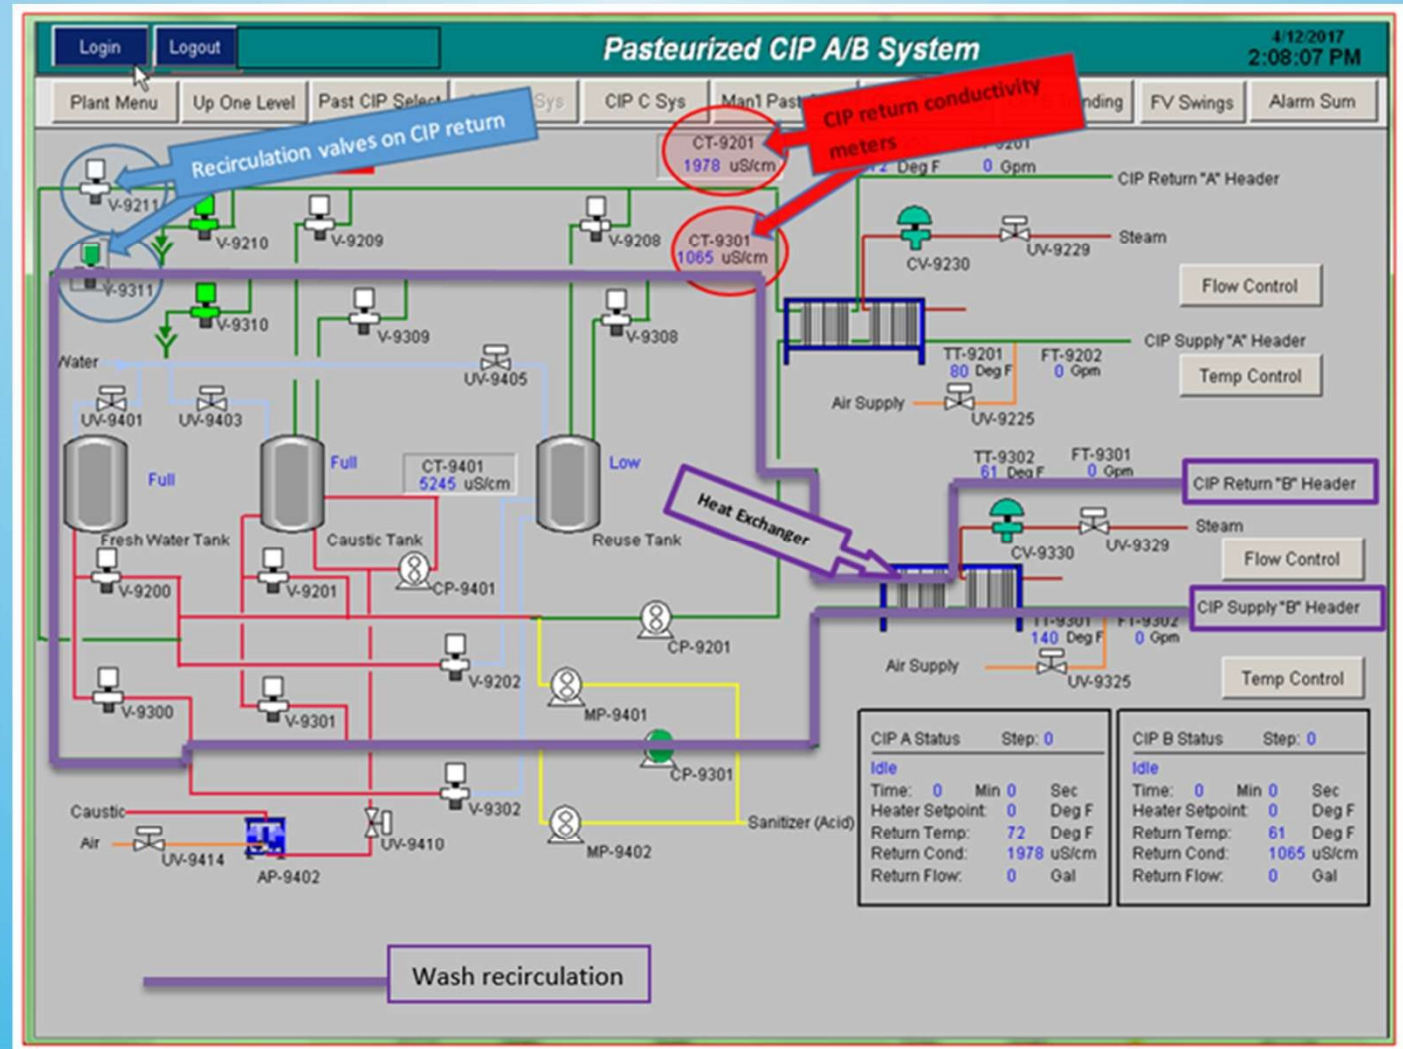 Login
Logout
Pasteurized CIP A/B System
4/12/2017
2:08:07 PM
Plant Menu
Up One Level
Past CIP Select
Sys
CIP C Sys
Man'l Past
FV Swings
Alarm Sum
Recirculation valves on CIP return
CIP return conductivity
meters
CT-9201
1978 uS/cm
Deg F
0 Gpm
CIP Return "A" Header
V-9211
V-9210
V-9209
V-9208
CT-9301
1065 uS/cm
Steam
CV-9230
UV-9229
V-9311
V-9310
V-9309
V-9308
Flow Control
CIP Supply "A" Header
Water
UV-9405
TT-9201
80 Deg F
FT-9202
0 Gpm
Temp Control
UV-9401
UV-9403
Air Supply
UV-9225
Full
Full
CT-9401
5245 uS/cm
Low
TT-9302
61 Deg F
FT-9301
0 Gpm
CIP Return "B" Header
Heat Exchanger
Fresh Water Tank
Caustic Tank
Reuse Tank
Steam
CV-9330
UV-9329
Flow Control
V-9200
V-9201
CP-9401
CIP Supply "B" Header
CP-9201
TT-9301
140 Deg F
FT-9302
0 Gpm
V-9202
Air Supply
UV-9325
Temp Control
V-9300
V-9301
MP-9401
CP-9301
V-9302
Caustic
Air
UV-9414
AP-9402
UV-9410
MP-9402
Sanitizer (Acid)
CIP A Status Step: 0
Idle
Time: 0 Min 0 Sec
Heater Setpoint: 0 Deg F
Return Temp: 72 Deg F
Return Cond: 1978 uS/cm
Return Flow: 0 Gal
CIP B Status Step: 0
Idle
Time: 0 Min 0 Sec
Heater Setpoint: 0 Deg F
Return Temp: 61 Deg F
Return Cond: 1065 uS/cm
Return Flow: 0 Gal
Wash recirculation